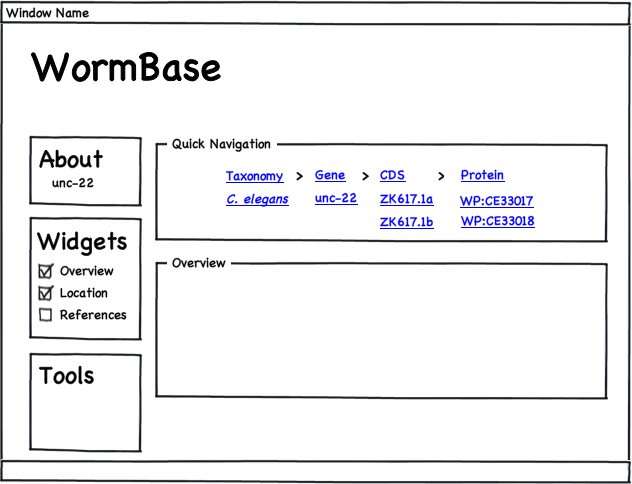 Window Name
WormBase
About
unc-22
Widgets
Overview
Location
References
Tools
Quick Navigation
Taxonomy > Gene > CDS > Protein
C. elegans unc-22 ZK617.1a WP:CE33017
ZK617.1b WP:CE33018
Overview